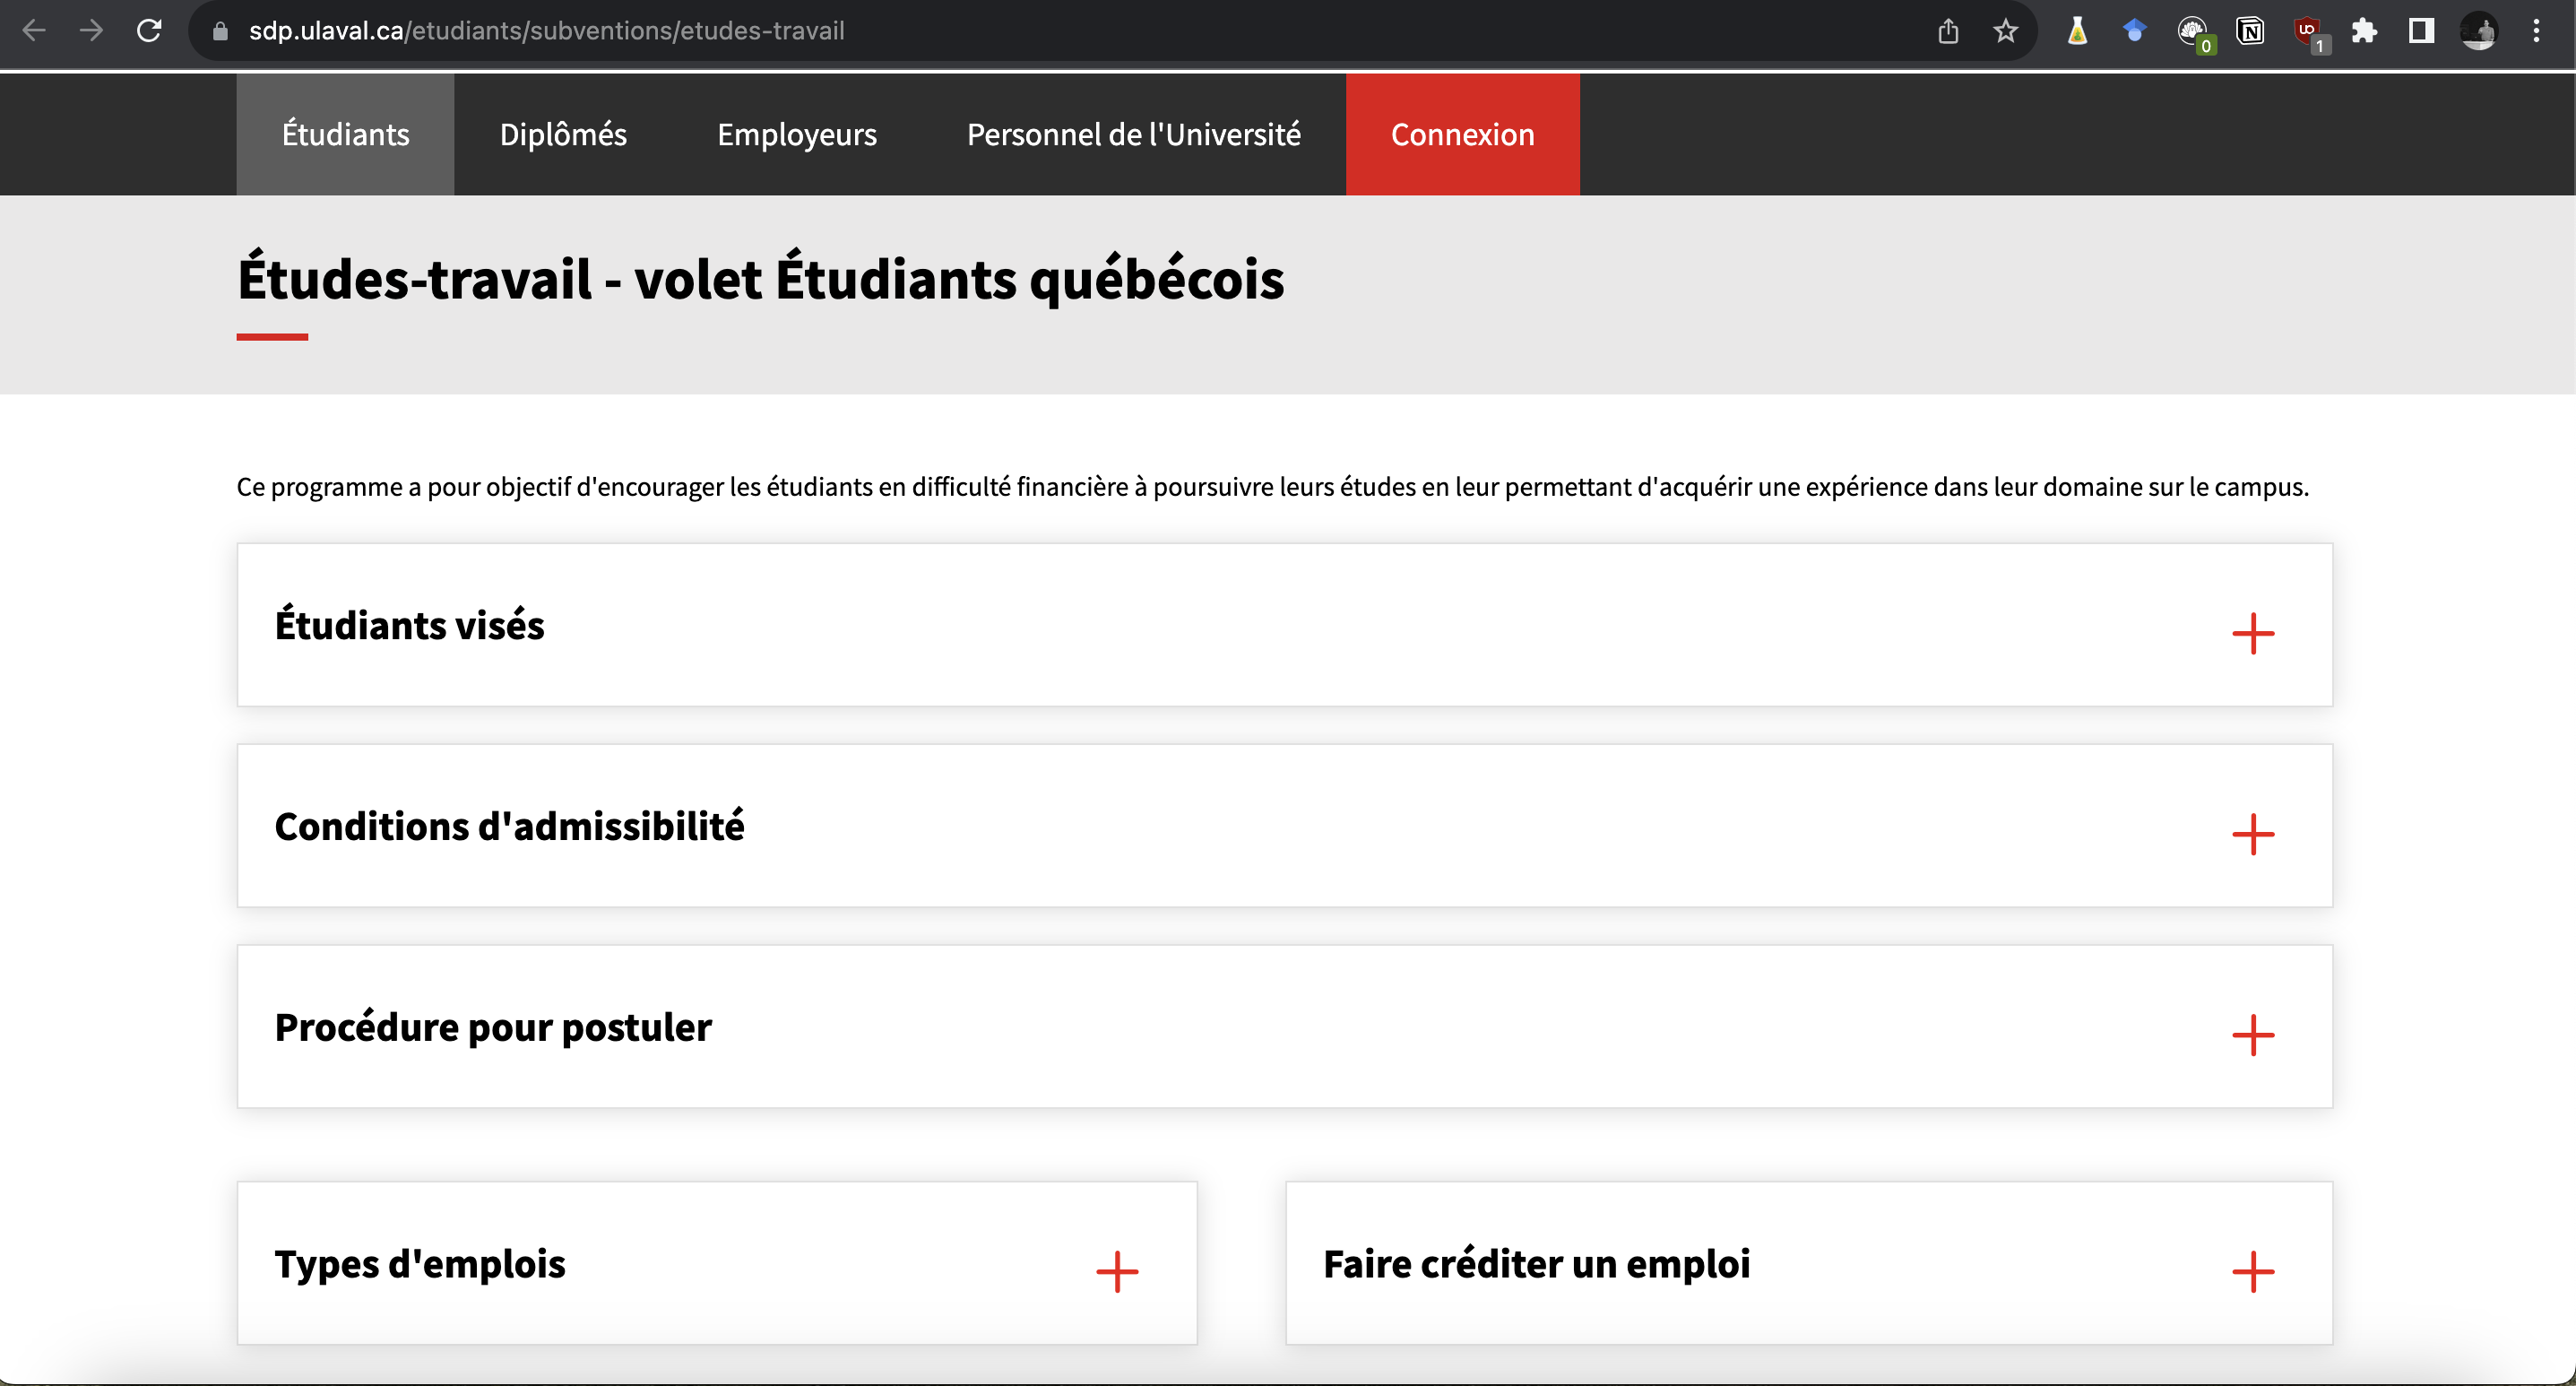 sdp.ulaval.ca/etudiants/subventions/etudes-travail
0
1
Étudiants Diplômés Employeurs Personnel de l'Université Connexion
Études-travail - volet Étudiants québécois
Ce programme a pour objectif d'encourager les étudiants en difficulté financière à poursuivre leurs études en leur permettant d'acquérir une expérience dans leur domaine sur le campus.
Étudiants visés
Conditions d'admissibilité
Procédure pour postuler
Types d'emplois
Faire créditer un emploi